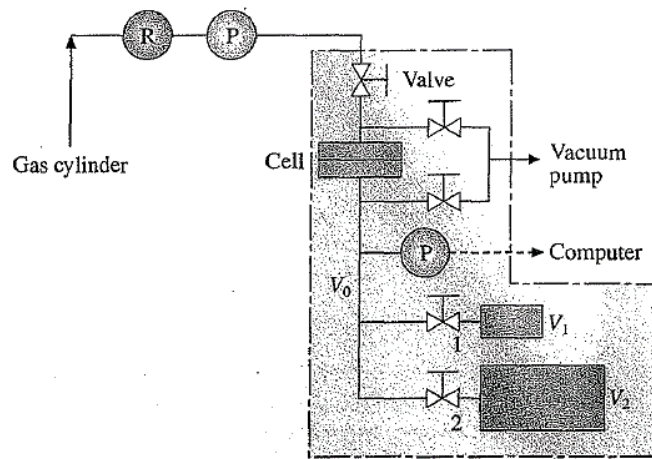 R
P
Valve
Gas cylinder
Cell
Vacuum
pump
P
Computer
V₀
1
V₁
2
V₂